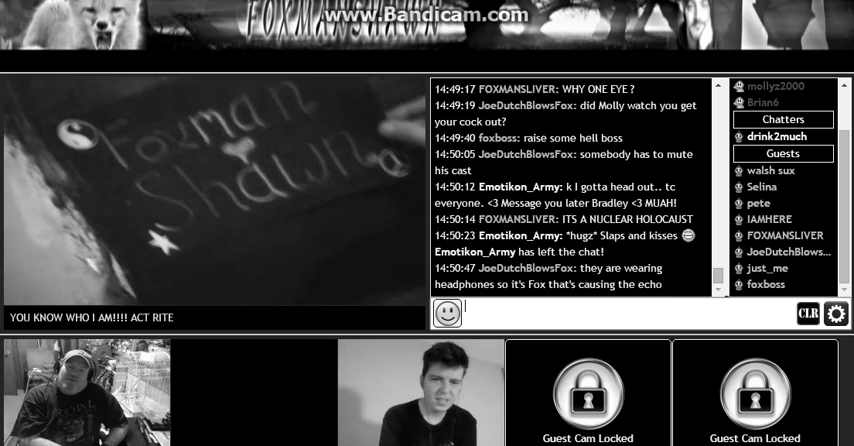 www.Bandicam.com
FOXMANSHAWN
Foxman
Shawn
YOU KNOW WHO I AM!!!! ACT RITE
14:49:17 FOXMANSLIVER: WHY ONE EYE ?
14:49:19 JoeDutchBlowsFox: did Molly watch you get
your cock out?
14:49:40 foxboss: raise some hell boss
14:50:05 JoeDutchBlowsFox: somebody has to mute
his cast
14:50:12 Emotikon_Army: k I gotta head out.. tc
everyone. <3 Message you later Bradley <3 MUAH!
14:50:14 FOXMANSLIVER: ITS A NUCLEAR HOLOCAUST
14:50:23 Emotikon_Army: *hugz* Slaps and kisses
Emotikon_Army has left the chat!
14:50:47 JoeDutchBlowsFox: they are wearing
headphones so it's Fox that's causing the echo
CLR
mollyz2000
Brian6
Chatters
drink2much
Guests
walsh sux
Selina
pete
IAMHERE
FOXMANSLIVER
JoeDutchBlows...
just_me
foxboss
PROWL
Guest Cam Locked
Guest Cam Locked